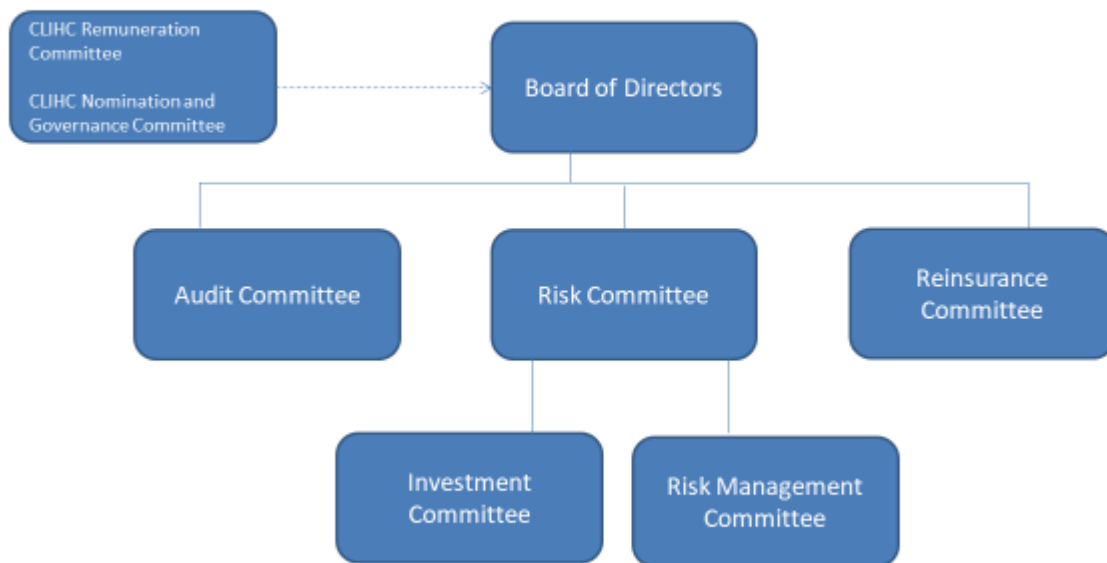 CLIHC Remuneration
Committee
CLIHC Nomination and
Governance Committee
Board of Directors
Audit Committee
Risk Committee
Reinsurance
Committee
Investment
Committee
Risk Management
Committee